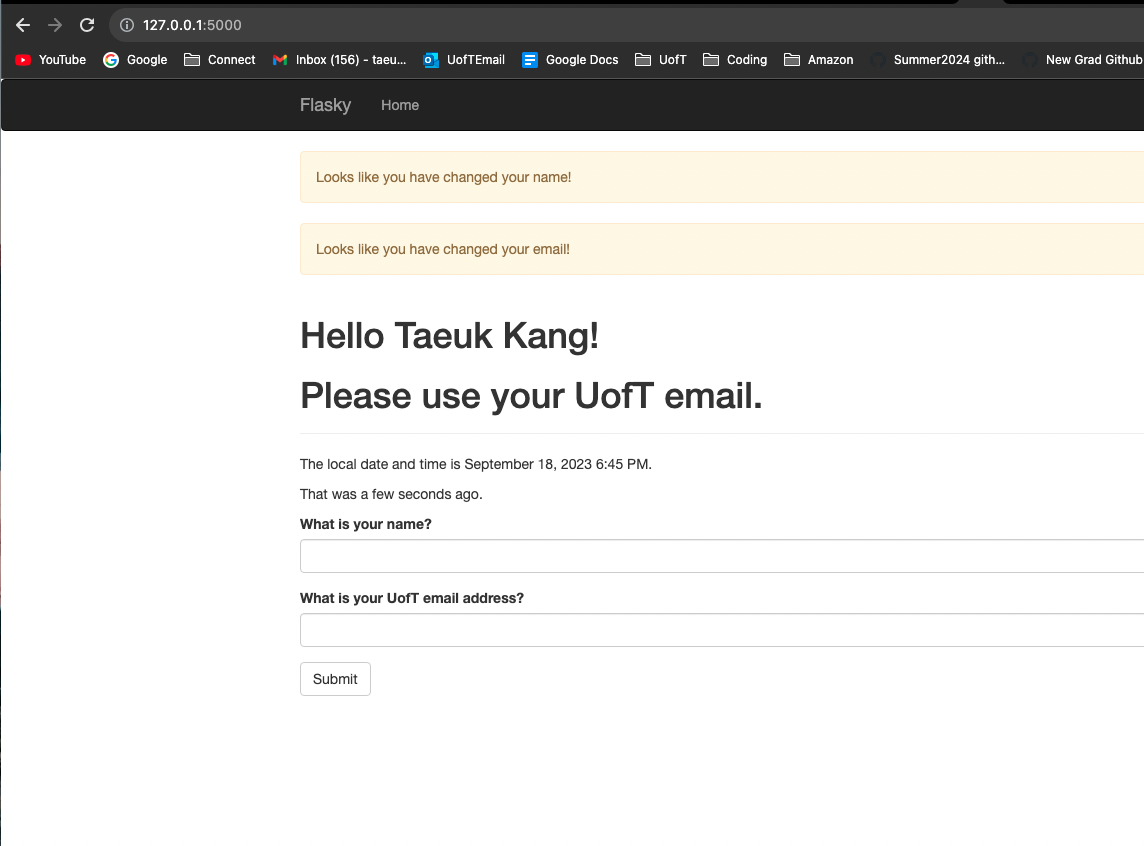 127.0.0.1:5000
YouTube Google Connect Inbox (156) - taeu... UofTEmail Google Docs UofT Coding Amazon Summer2024 gith... New Grad Github
Flasky Home
Looks like you have changed your name!
Looks like you have changed your email!
Hello Taeuk Kang!
Please use your UofT email.
The local date and time is September 18, 2023 6:45 PM.
That was a few seconds ago.
What is your name?
What is your UofT email address?
Submit